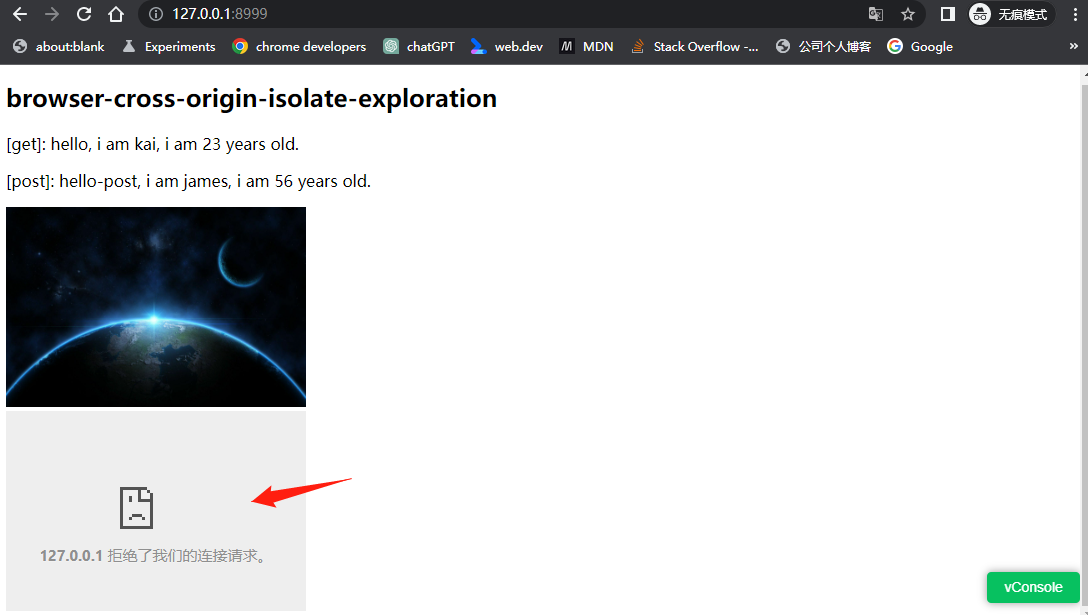 127.0.0.1:8999
无痕模式
about:blank Experiments chrome developers chatGPT web.dev MDN Stack Overflow -... 公司个人博客 Google »
browser-cross-origin-isolate-exploration
[get]: hello, i am kai, i am 23 years old.
[post]: hello-post, i am james, i am 56 years old.
127.0.0.1 拒绝了我们的连接请求。
vConsole